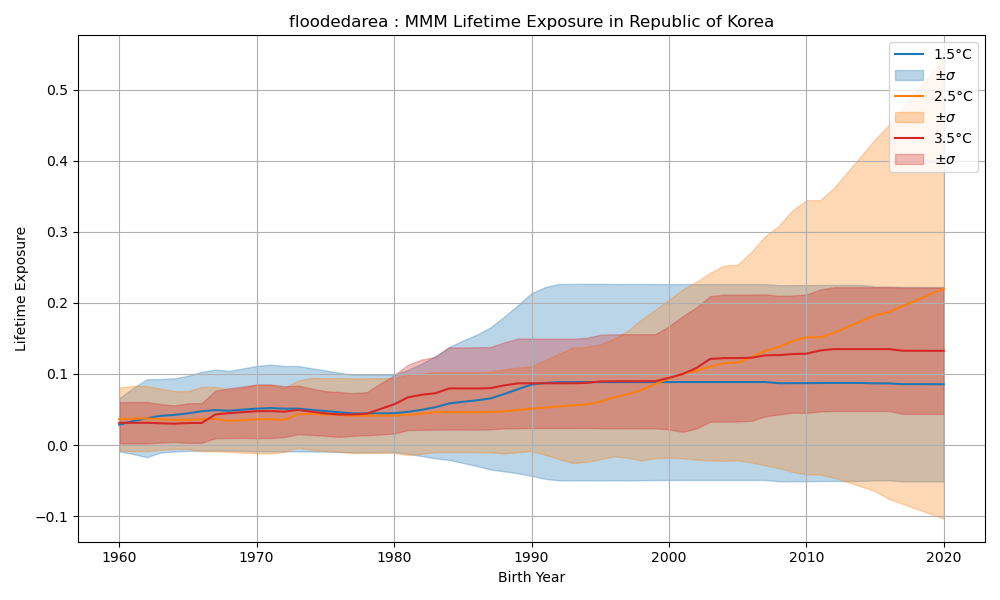 floodedarea : MMM Lifetime Exposure in Republic of Korea
1.5°C
±σ
2.5°C
±σ
3.5°C
±σ
0.5
0.4
0.3
0.2
0.1
0.0
−0.1
Lifetime Exposure
1960 1970 1980 1990 2000 2010 2020
Birth Year